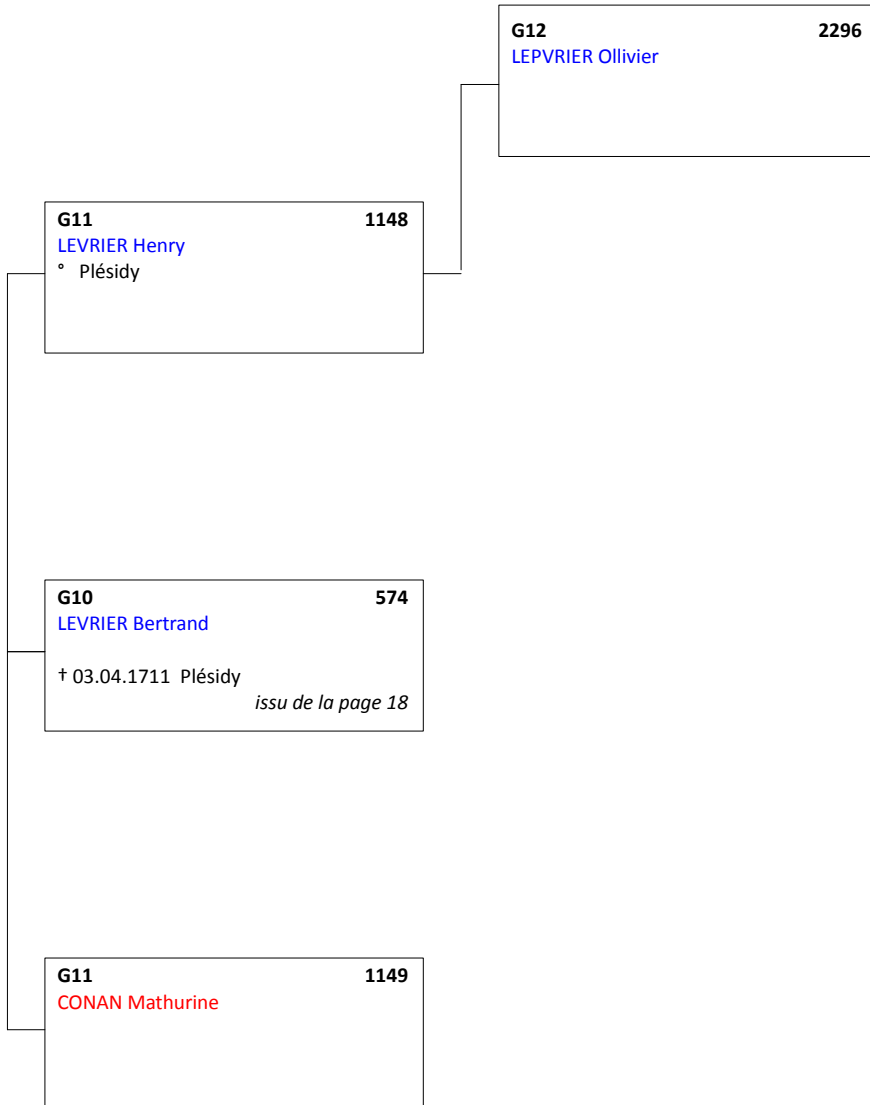 G12 2296
LEPVRIER Ollivier
G11 1148
LEVRIER Henry
° Plésidy
G10 574
LEVRIER Bertrand
† 03.04.1711 Plésidy
issu de la page 18
G11 1149
CONAN Mathurine